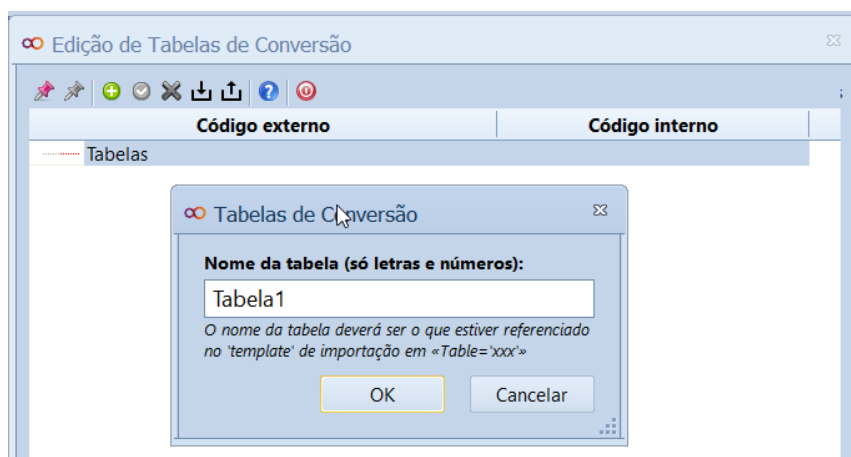 Edição de Tabelas de Conversão
Código externo Código interno
Tabelas
Tabelas de Conversão
Nome da tabela (só letras e números):
Tabela1
O nome da tabela deverá ser o que estiver referenciado
no 'template' de importação em «Table='xxx'»
OK Cancelar